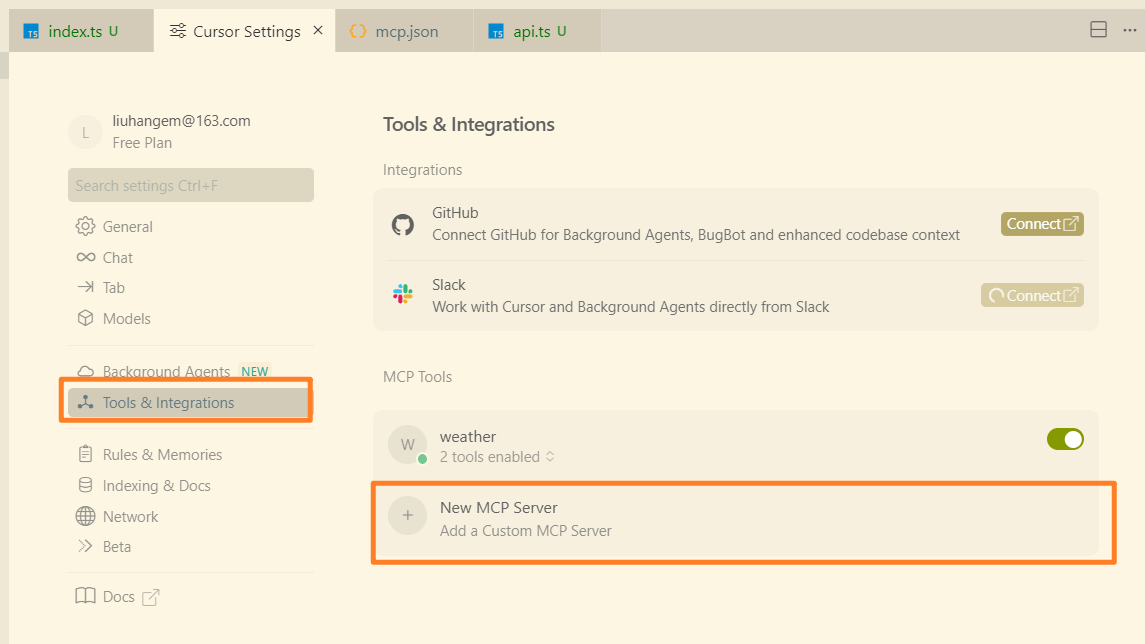 index.ts U
Cursor Settings
mcp.json
api.ts U
L
liuhangem@163.com
Free Plan
Search settings Ctrl+F
General
Chat
Tab
Models
Background Agents NEW
Tools & Integrations
Rules & Memories
Indexing & Docs
Network
Beta
Docs
Tools & Integrations
Integrations
GitHub
Connect GitHub for Background Agents, BugBot and enhanced codebase context
Connect
Slack
Work with Cursor and Background Agents directly from Slack
Connect
MCP Tools
W
weather
2 tools enabled
New MCP Server
Add a Custom MCP Server